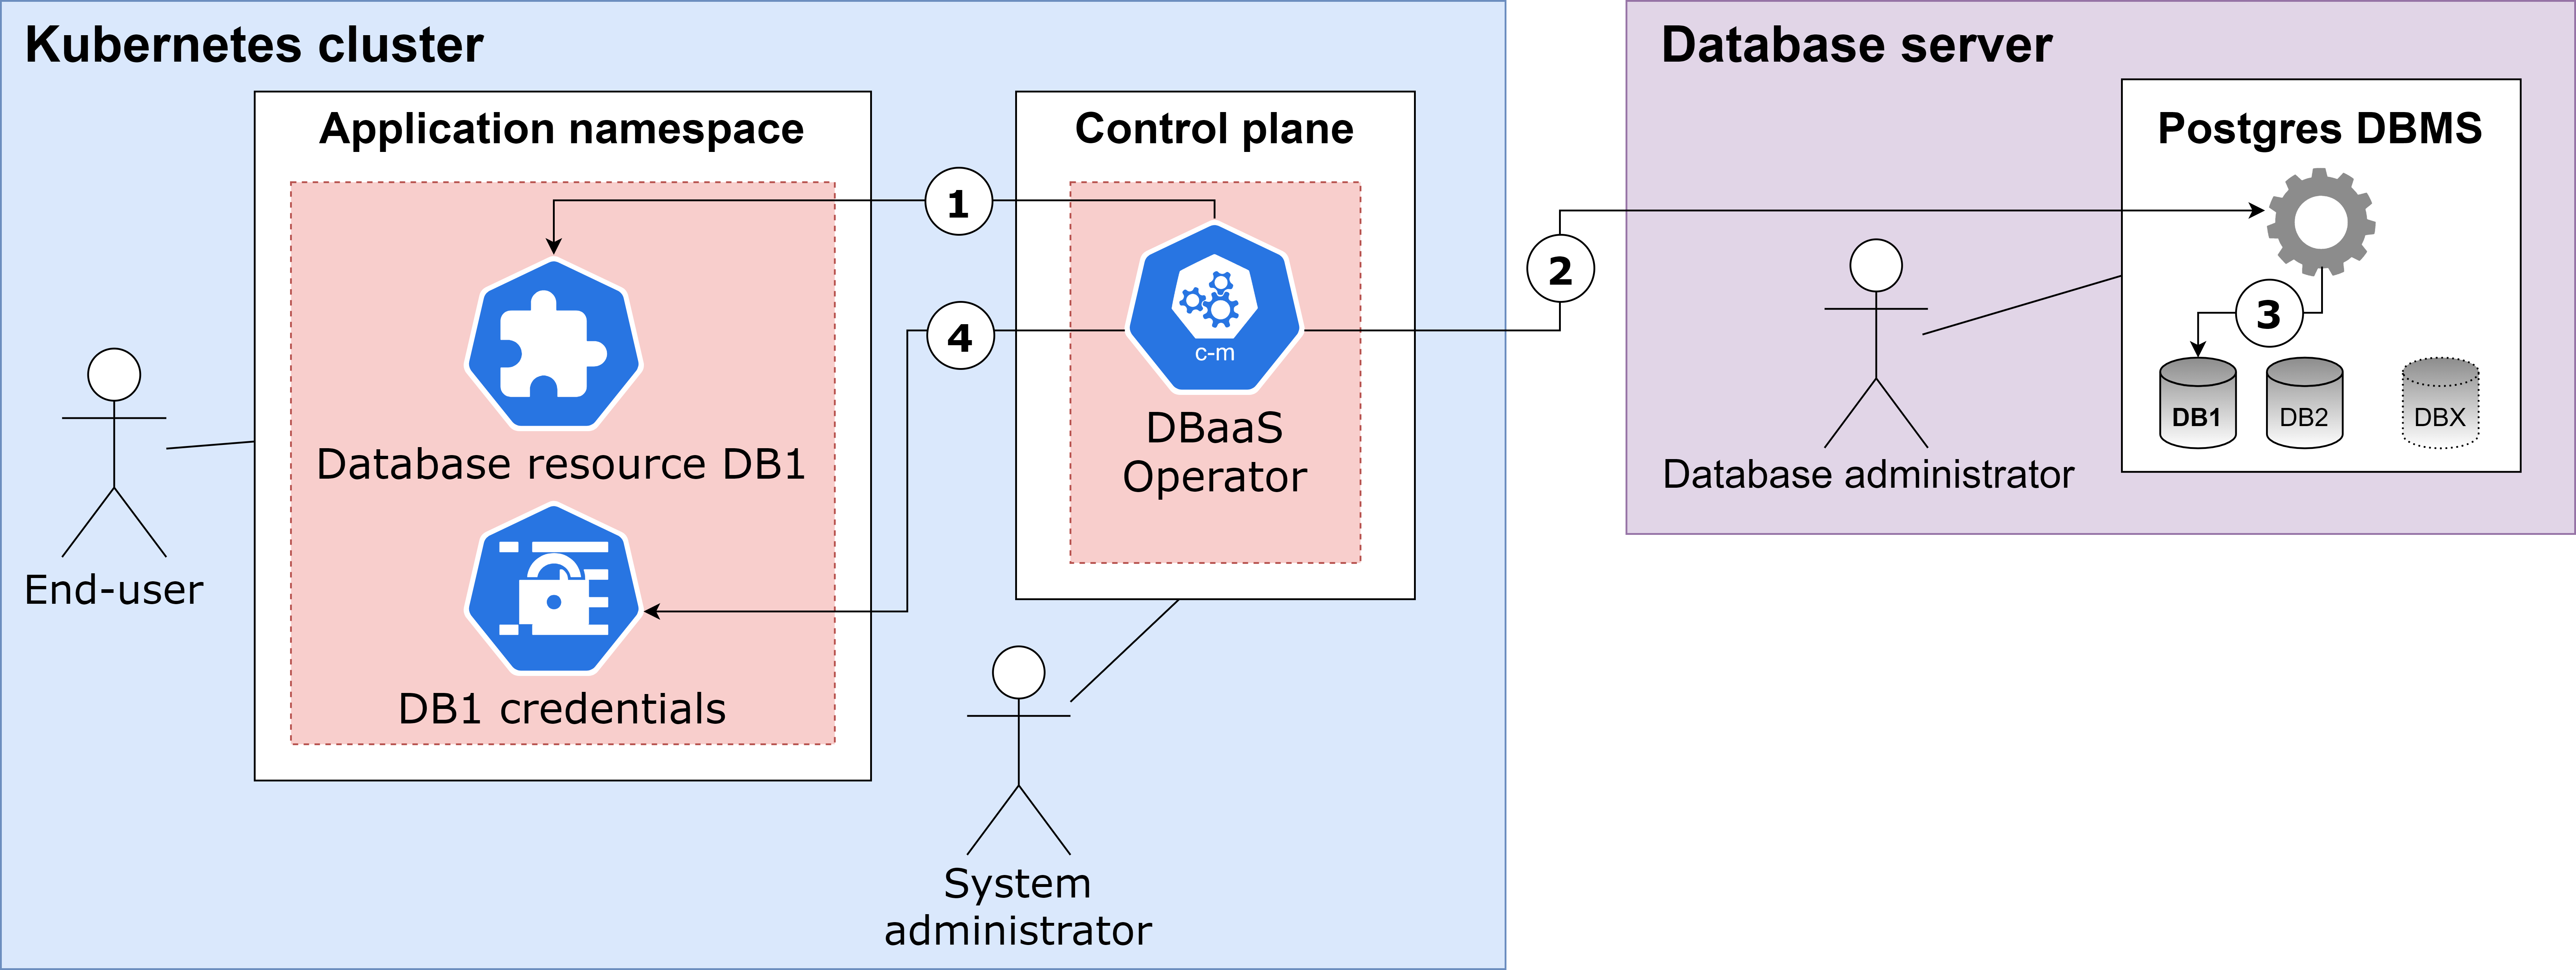 Kubernetes cluster
Application namespace
1
Database resource DB1
4
DB1 credentials
End-user
Control plane
c-m
DBaaS
Operator
System
administrator
2
Database server
Database administrator
Postgres DBMS
3
DB1
DB2
DBX